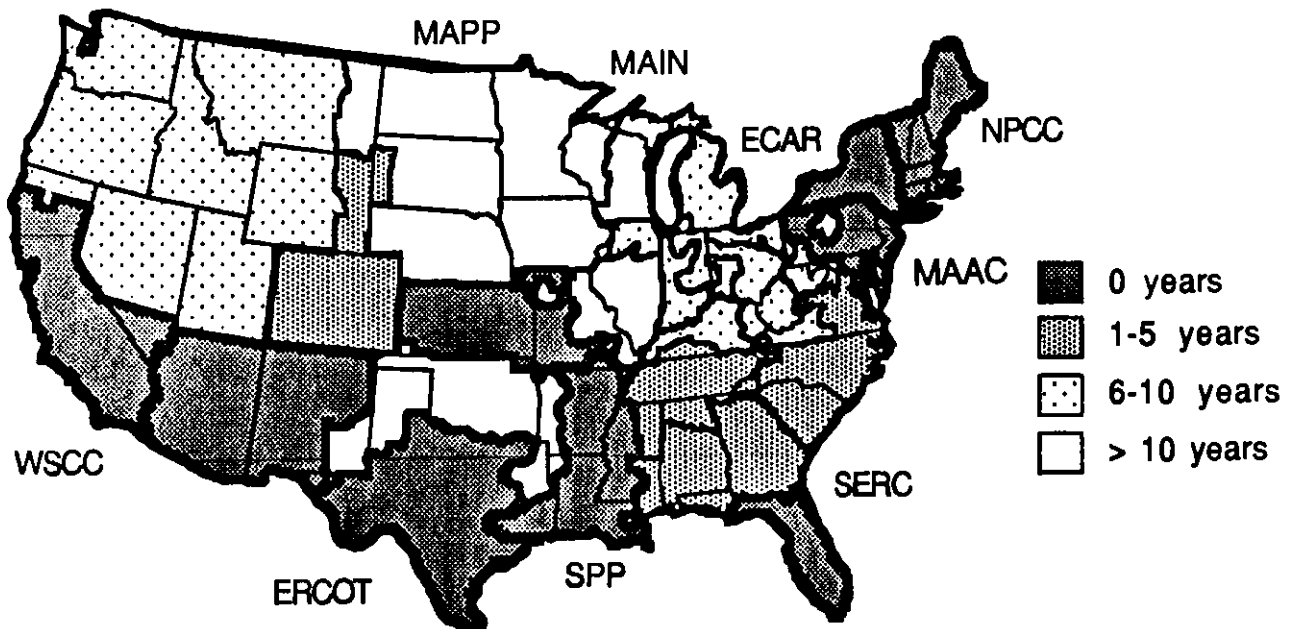 MAPP
MAIN
ECAR
NPCC
MAAC
0 years
1-5 years
6-10 years
> 10 years
WSCC
SERC
SPP
ERCOT